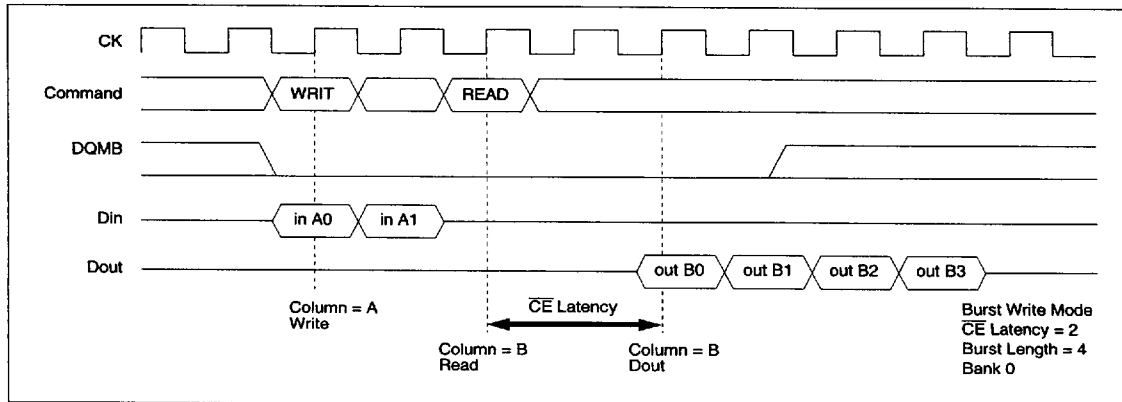 CK
Command
WRIT
READ
DQMB
Din
in A0
in A1
Dout
out B0
out B1
out B2
out B3
Column = A
Write
CE Latency
Column = B
Read
Column = B
Dout
Burst Write Mode
CE Latency = 2
Burst Length = 4
Bank 0